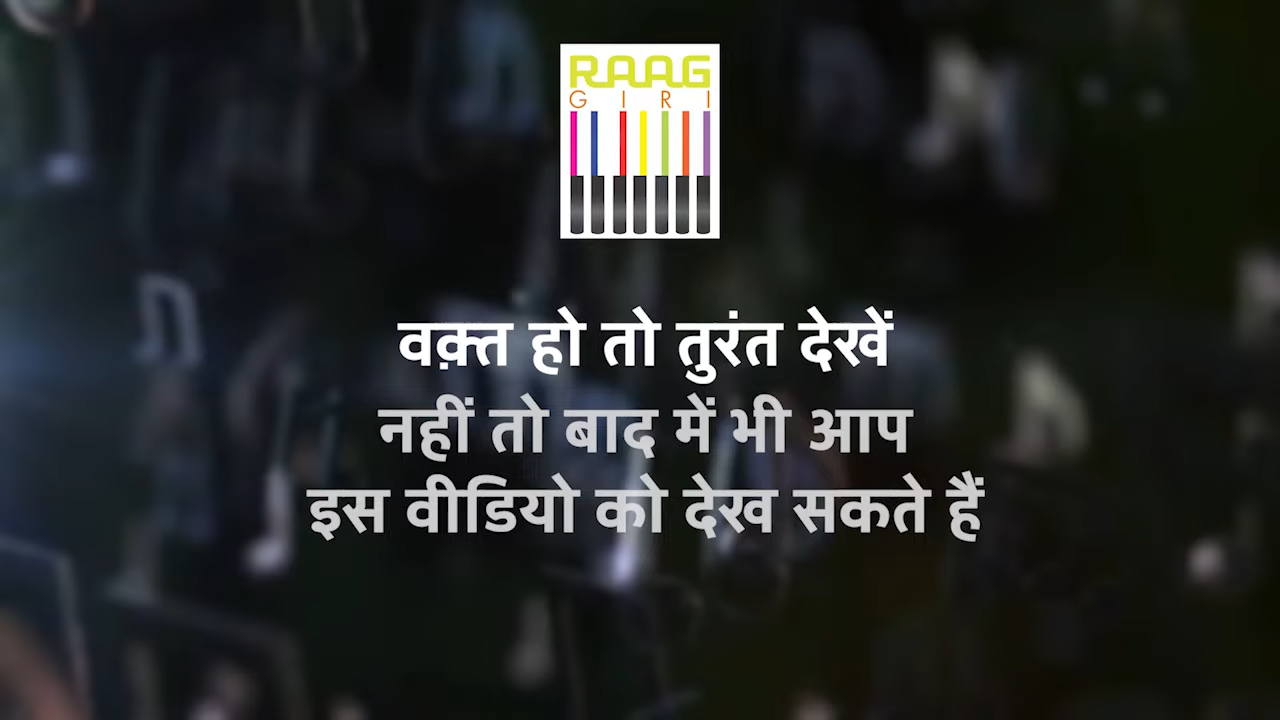 RAAG
GIRI
वक़्त हो तो तुरंत देखें
नहीं तो बाद में भी आप
इस वीडियो को देख सकते हैं